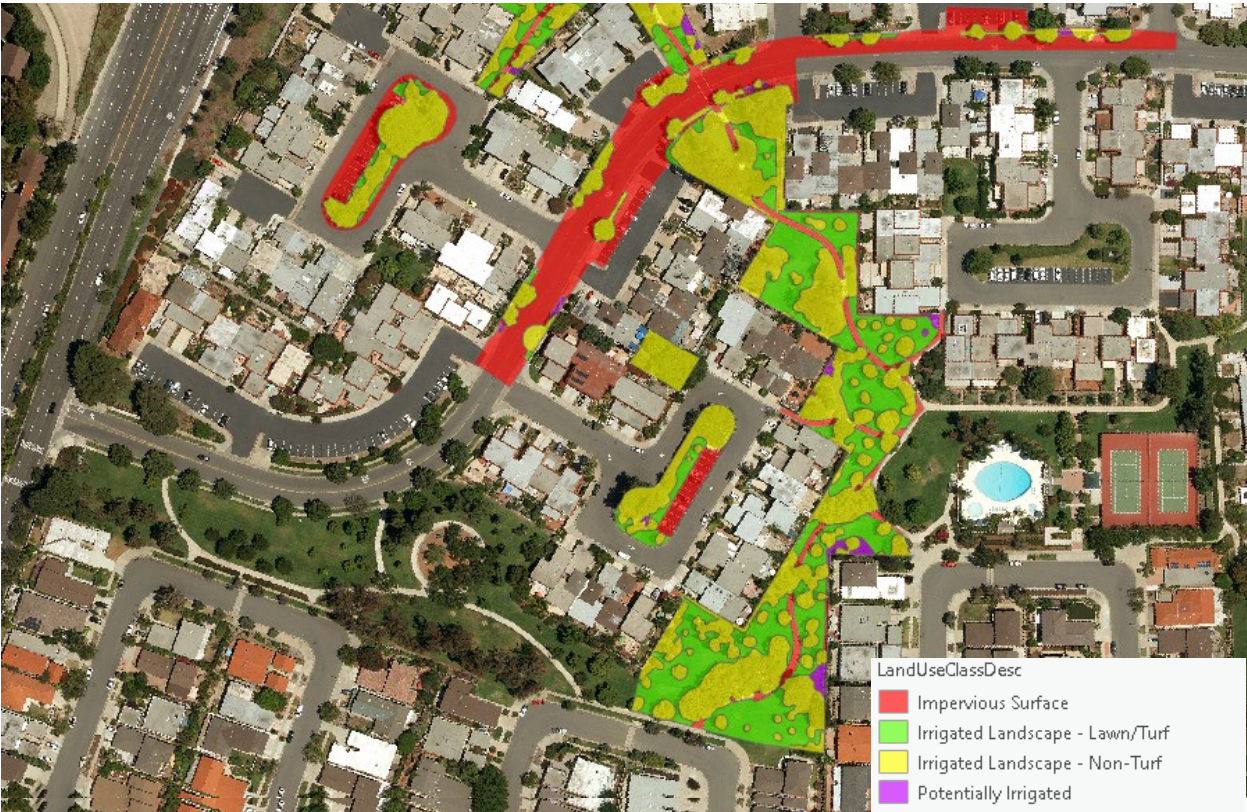 LandUseClassDesc
Impervious Surface
Irrigated Landscape - Lawn/Turf
Irrigated Landscape - Non-Turf
Potentially Irrigated